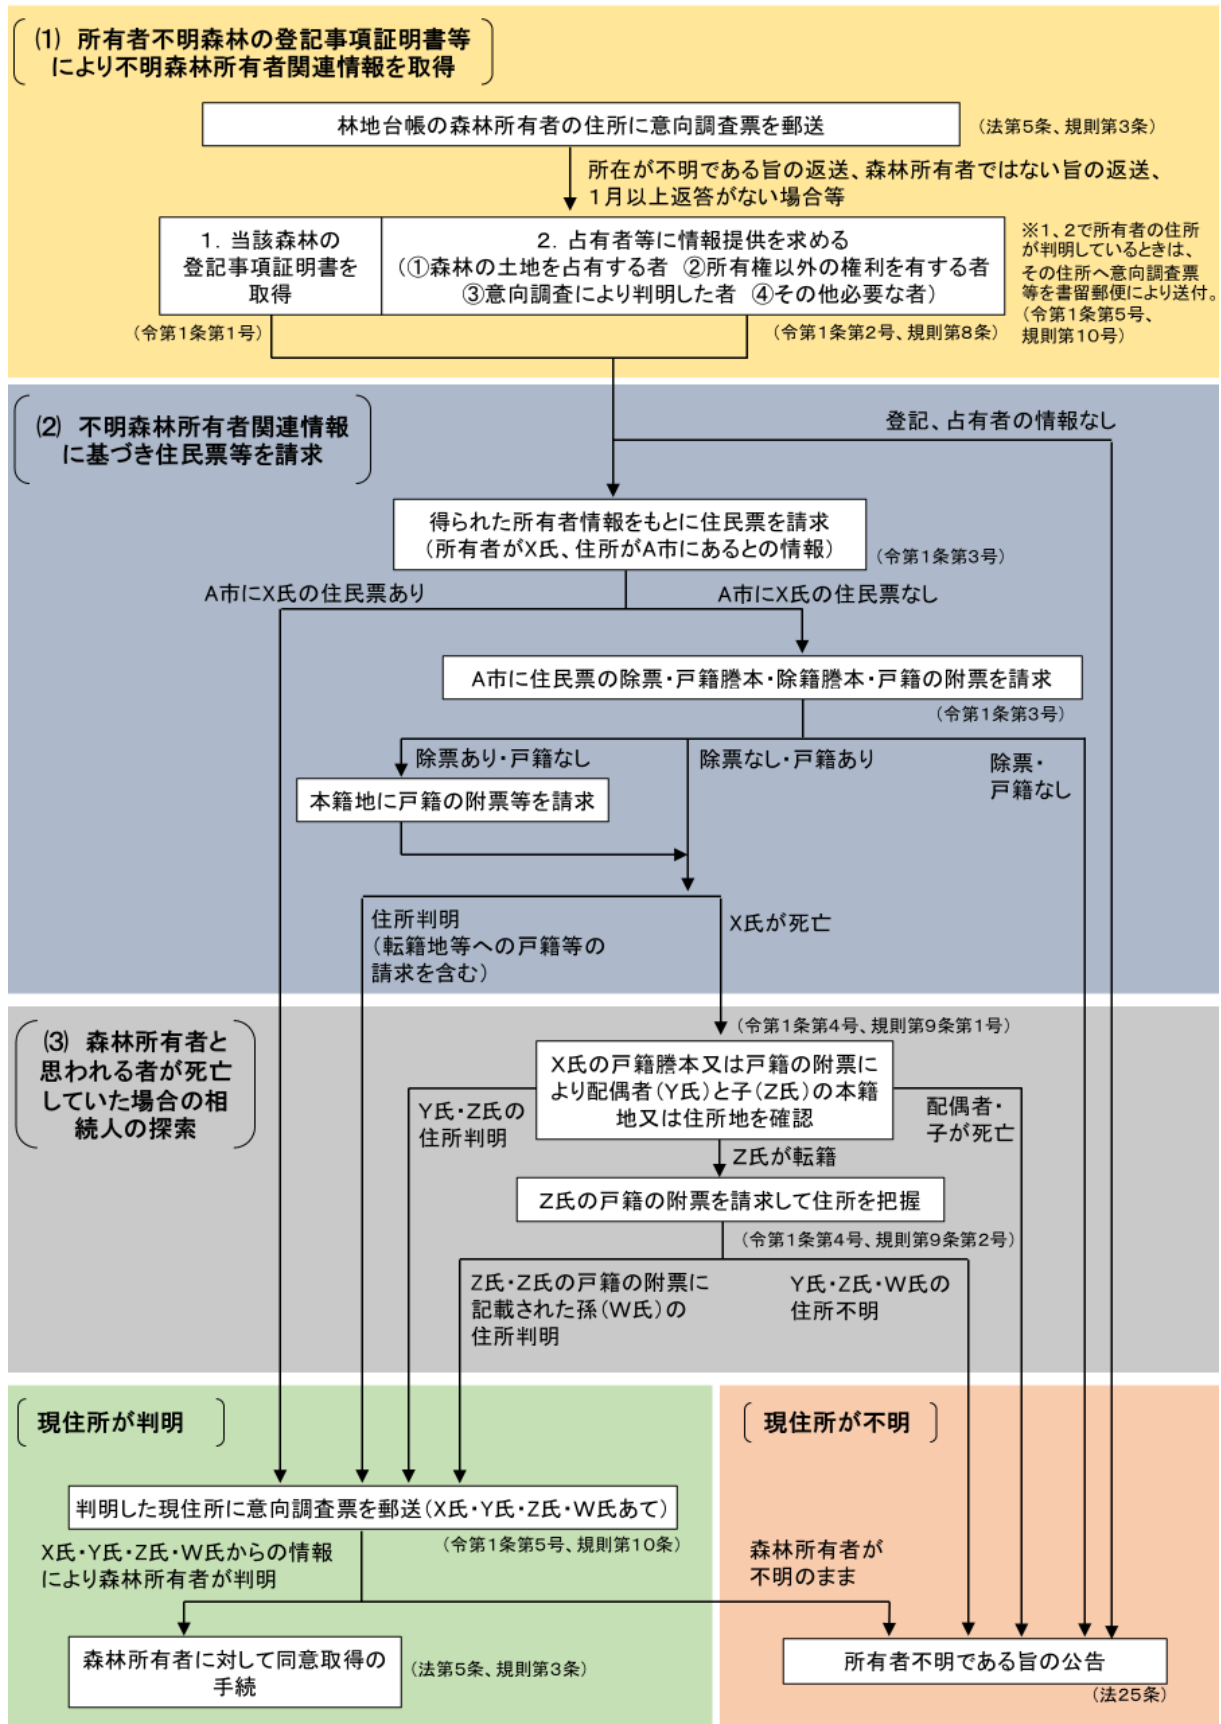 (1) 所有者不明森林の登記事項証明書等
により不明森林所有者関連情報を取得
林地台帳の森林所有者の住所に意向調査票を郵送
(法第5条、規則第3条)
所在が不明である旨の返送、森林所有者ではない旨の返送、
1月以上返答がない場合等
1. 当該森林の
登記事項証明書を
取得
2. 占有者等に情報提供を求める
(①森林の土地を占有する者 ②所有権以外の権利を有する者
③意向調査により判明した者 ④その他必要な者)
※1、2で所有者の住所
が判明しているときは、
その住所へ意向調査票
等を書留郵便により送付。
(令第1条第5号、
規則第10号)
(令第1条第1号)
(令第1条第2号、規則第8条)
(2) 不明森林所有者関連情報
に基づき住民票等を請求
登記、占有者の情報なし
得られた所有者情報をもとに住民票を請求
(所有者がX氏、住所がA市にあるとの情報)
(令第1条第3号)
A市にX氏の住民票あり
A市にX氏の住民票なし
A市に住民票の除票・戸籍謄本・除籍謄本・戸籍の附票を請求
(令第1条第3号)
除票あり・戸籍なし
除票なし・戸籍あり
除票・
戸籍なし
本籍地に戸籍の附票等を請求
住所判明
(転籍地等への戸籍等の
請求を含む)
X氏が死亡
(3) 森林所有者と
思われる者が死亡
していた場合の相
続人の探索
(令第1条第4号、規則第9条第1号)
X氏の戸籍謄本又は戸籍の附票に
より配偶者(Y氏)と子(Z氏)の本籍
地又は住所地を確認
Y氏・Z氏の
住所判明
配偶者・
子が死亡
Z氏が転籍
Z氏の戸籍の附票を請求して住所を把握
(令第1条第4号、規則第9条第2号)
Z氏・Z氏の戸籍の附票に
記載された孫(W氏)の
住所判明
Y氏・Z氏・W氏の
住所不明
現住所が判明
現住所が不明
判明した現住所に意向調査票を郵送(X氏・Y氏・Z氏・W氏あて)
(令第1条第5号、規則第10条)
X氏・Y氏・Z氏・W氏からの情報
により森林所有者が判明
森林所有者が
不明のまま
森林所有者に対して同意取得の
手続
(法第5条、規則第3条)
所有者不明である旨の公告
(法25条)